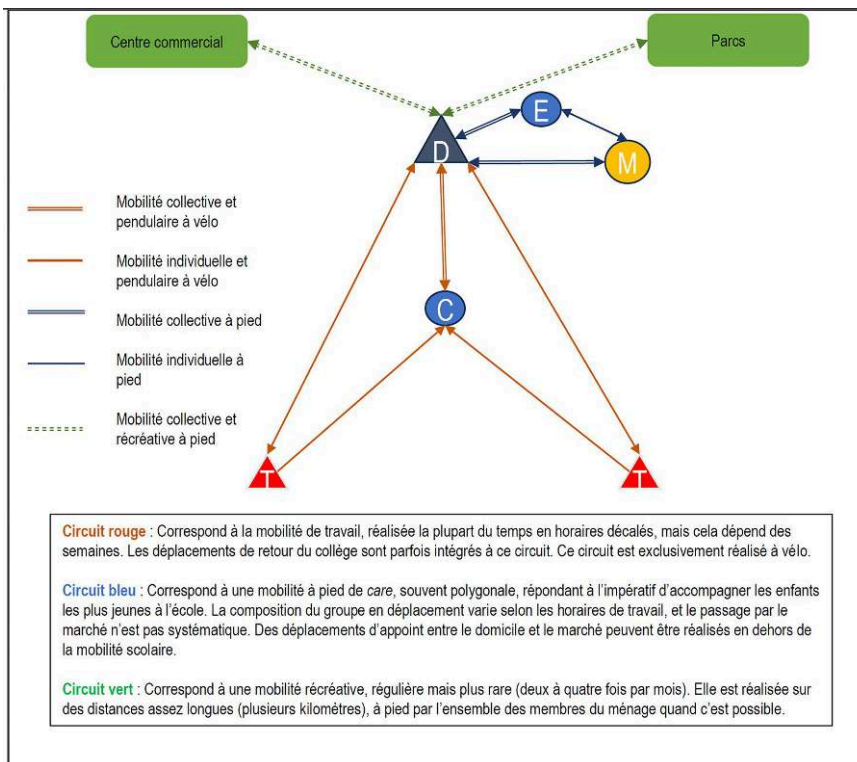 Centre commercial
Parcs
E
D
M
Mobilité collective et
pendulaire à vélo
Mobilité individuelle et
pendulaire à vélo
C
Mobilité collective à pied
Mobilité individuelle à
pied
Mobilité collective et
récréative à pied
T
T
Circuit rouge : Correspond à la mobilité de travail, réalisée la plupart du temps en horaires décalés, mais cela dépend des
semaines. Les déplacements de retour du collège sont parfois intégrés à ce circuit. Ce circuit est exclusivement réalisé à vélo.
Circuit bleu : Correspond à une mobilité à pied de care, souvent polygonale, répondant à l'impératif d'accompagner les enfants
les plus jeunes à l'école. La composition du groupe en déplacement varie selon les horaires de travail, et le passage par le
marché n'est pas systématique. Des déplacements d'appoint entre le domicile et le marché peuvent être réalisés en dehors de
la mobilité scolaire.
Circuit vert : Correspond à une mobilité récréative, régulière mais plus rare (deux à quatre fois par mois). Elle est réalisée sur
des distances assez longues (plusieurs kilomètres), à pied par l'ensemble des membres du ménage quand c'est possible.